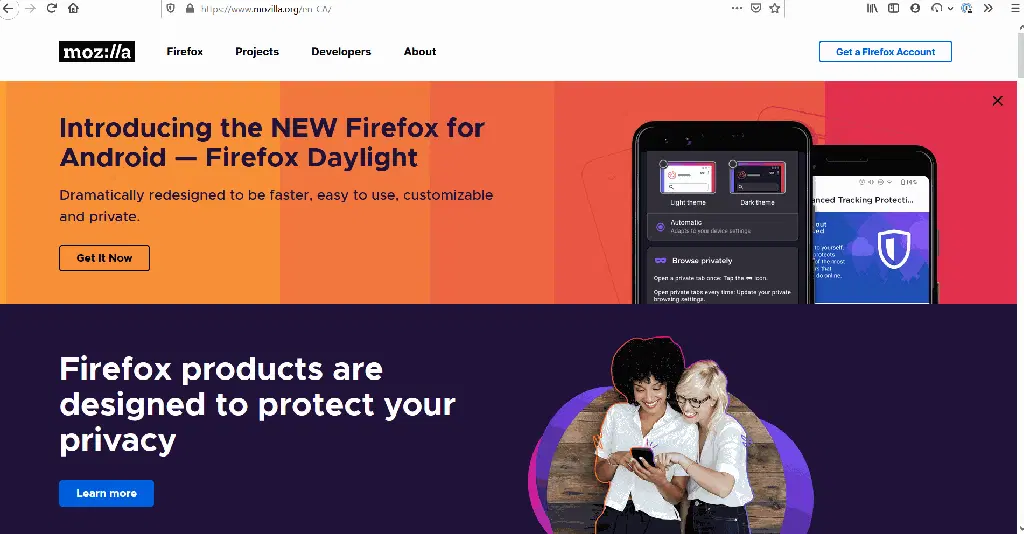 https://www.mozilla.org/en-CA/
moz://a
Firefox
Projects
Developers
About
Get a Firefox Account
Introducing the NEW Firefox for
Android — Firefox Daylight
Dramatically redesigned to be faster, easy to use, customizable
and private.
Get It Now
Light theme
Dark theme
Automatic
Adapts to your device settings
Browse privately
Open a private tab once: Tap the icon.
Open private tabs every time: Update your private
browsing settings.
anced Tracking Protecti...
Firefox products are
designed to protect your
privacy
Learn more